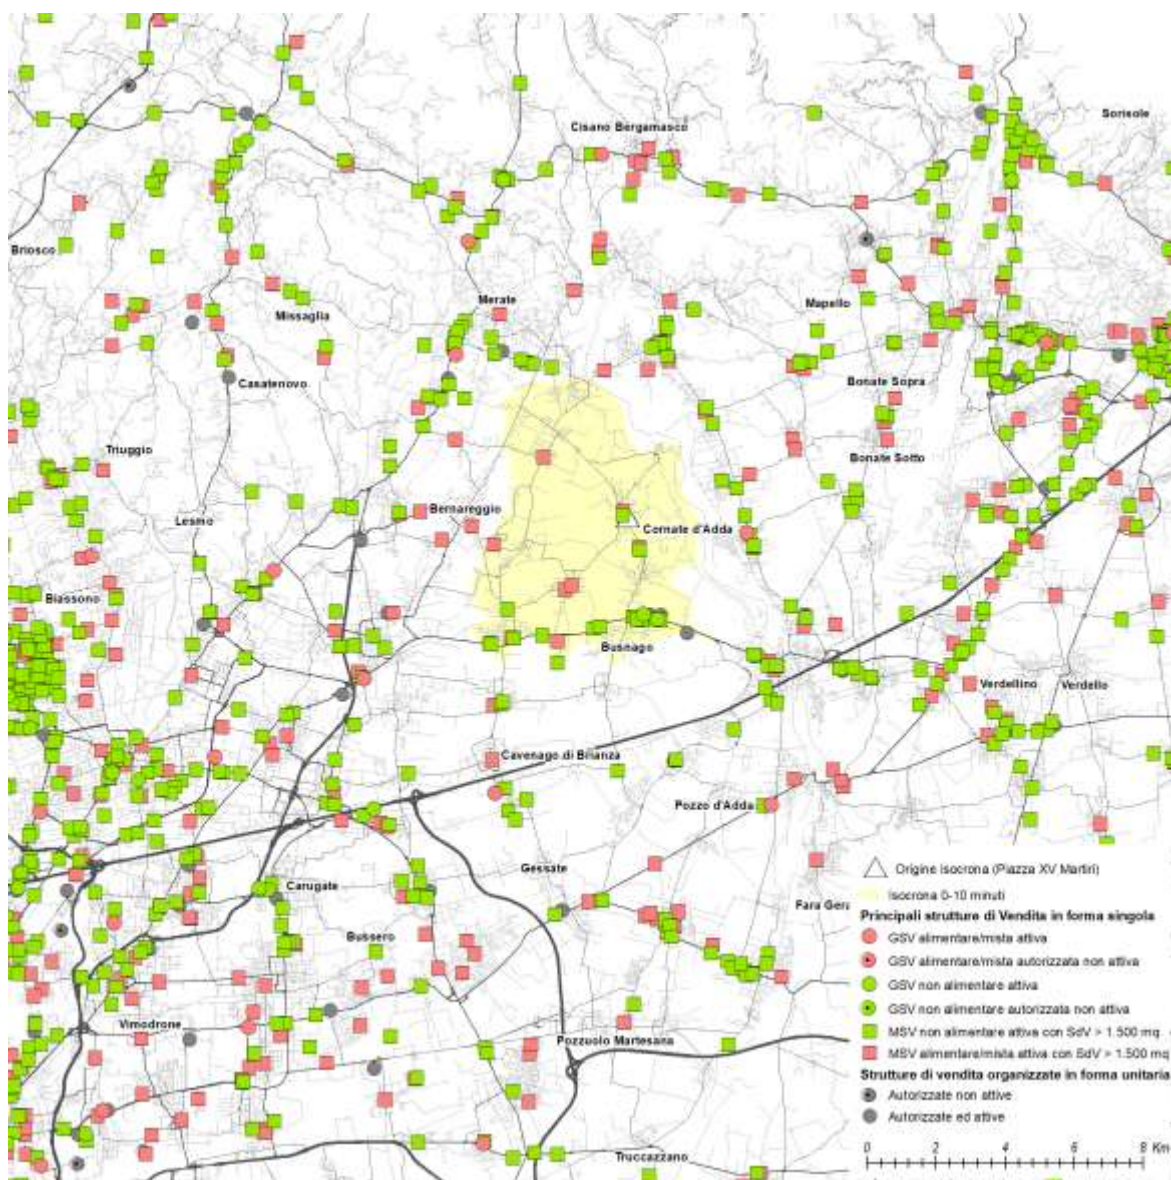 Cisano Bergamasco
Sorisole
Briosco
Merate
Mapello
Missaglia
Casatenovo
Bonate Sopra
Triuggio
Bonate Sotto
Bernareggio
Lesmo
Cornate d'Adda
Biassono
Busnago
Verdellino
Verdello
Cavenago di Brianza
Pozzo d'Adda
Gessate
Carugate
Fara Gera
Bussero
Vimodrone
Pozzuolo Martesana
Truccazzano
Origine isocrona (Piazza XV Martiri)
Isocrona 0-10 minuti
Principali strutture di Vendita in forma singola
GSV alimentare/mista attiva
GSV alimentare/mista autorizzata non attiva
GSV non alimentare attiva
GSV non alimentare autorizzata non attiva
MSV non alimentare attiva con SdV > 1.500 mq
MSV alimentare/mista attiva con SdV > 1.500 mq
Strutture di vendita organizzate in forma unitaria
Autorizzate non attive
Autorizzate ed attive
0 2 4 6 8 Km